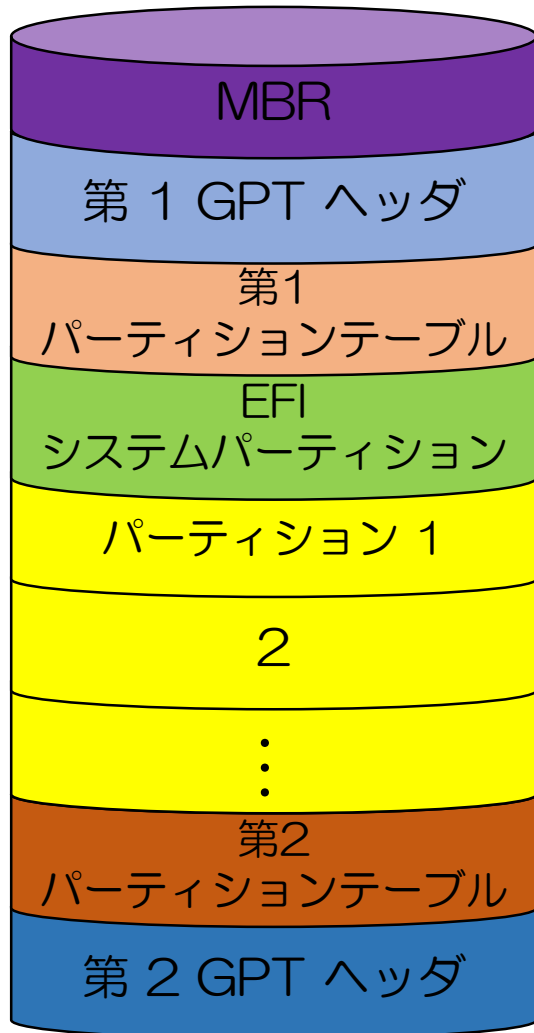 MBR
第 1 GPT ヘッダ
第1
パーティションテーブル
EFI
システムパーティション
パーティション 1
2
⋮
第2
パーティションテーブル
第 2 GPT ヘッダ